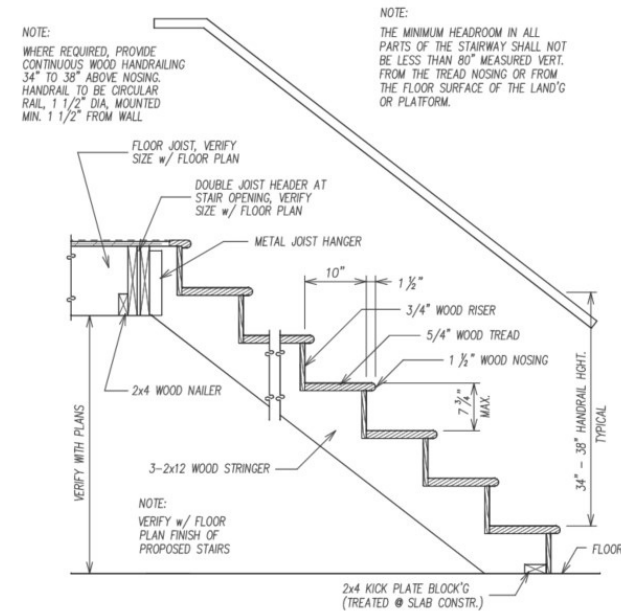 NOTE:
WHERE REQUIRED, PROVIDE
CONTINUOUS WOOD HANDRAILING
34" TO 38" ABOVE NOSING.
HANDRAIL TO BE CIRCULAR
RAIL, 1 1/2" DIA, MOUNTED
MIN. 1 1/2" FROM WALL
NOTE:
THE MINIMUM HEADROOM IN ALL
PARTS OF THE STAIRWAY SHALL NOT
BE LESS THAN 80" MEASURED VERT.
FROM THE TREAD NOSING OR FROM
THE FLOOR SURFACE OF THE LAND'G
OR PLATFORM.
FLOOR JOIST, VERIFY
SIZE w/ FLOOR PLAN
DOUBLE JOIST HEADER AT
STAIR OPENING, VERIFY
SIZE w/ FLOOR PLAN
METAL JOIST HANGER
10"
1 ½"
3/4" WOOD RISER
5/4" WOOD TREAD
1 ½" WOOD NOSING
7 ¾"
MAX.
34" - 38" HANDRAIL HGHT.
TYPICAL
2x4 WOOD NAILER
VERIFY WITH PLANS
3-2x12 WOOD STRINGER
NOTE:
VERIFY w/ FLOOR
PLAN FINISH OF
PROPOSED STAIRS
FLOOR
2x4 KICK PLATE BLOCK'G
(TREATED @ SLAB CONSTR.)